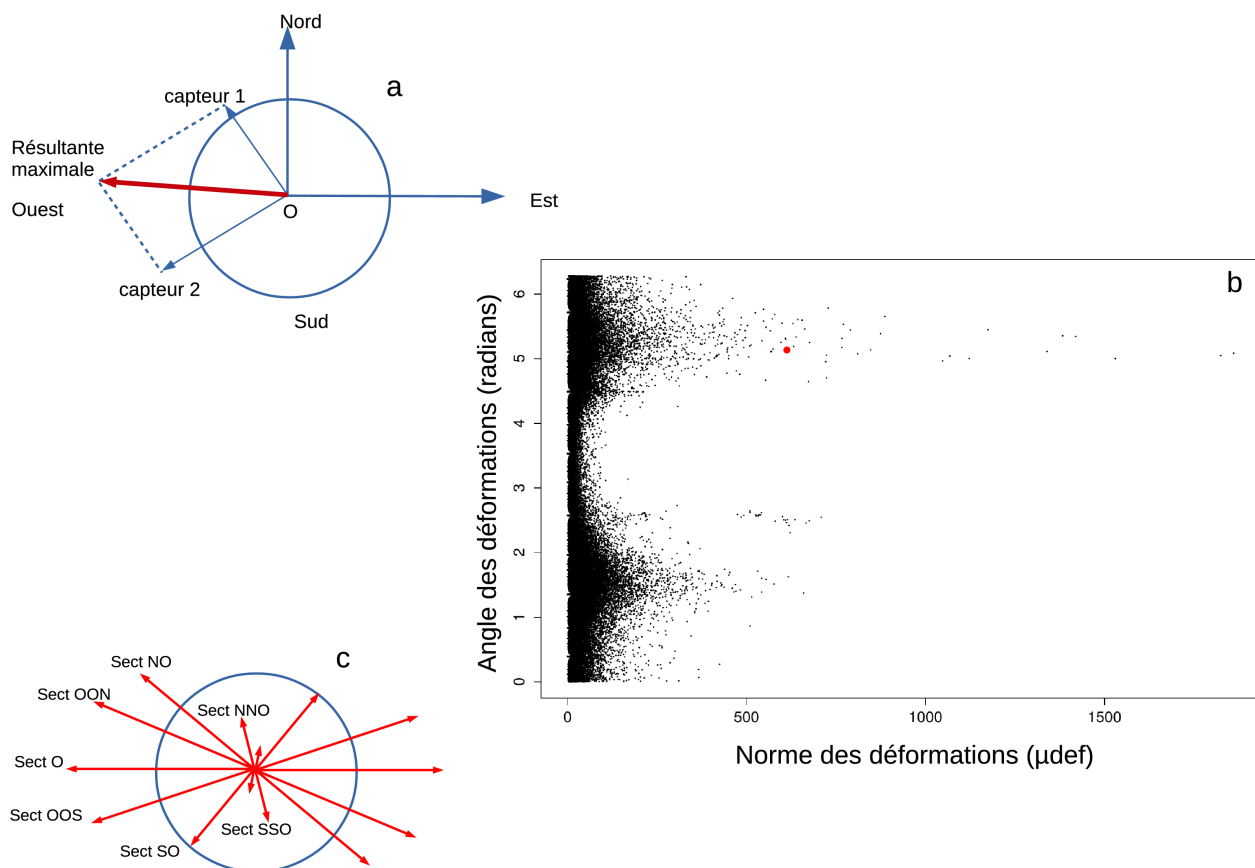 Nord
a
capteur 1
Résultante
maximale
Ouest
O
Est
capteur 2
Sud
b
Angle des déformations (radians)
6
5
4
3
2
1
0
0
500
1000
1500
Norme des déformations (µdef)
c
Sect NO
Sect OON
Sect NNO
Sect O
Sect OOS
Sect SSO
Sect SO